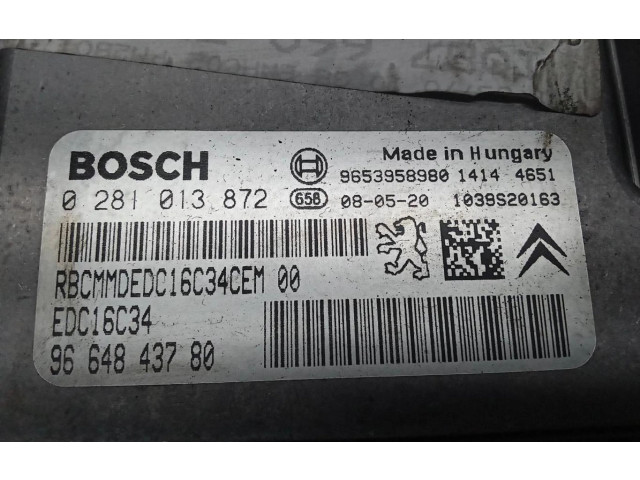 BOSCH
Made in Hungary
9653958980 1414 4651
0 281 013 872 656 08-05-20 1039S20163
RBCMMDEDC16C34CEM 00
EDC16C34
96 648 437 80